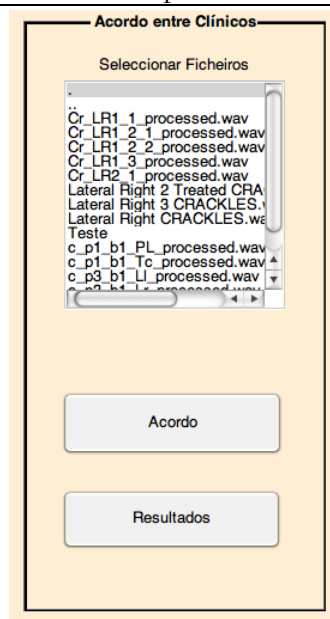 Acordo entre Clínicos
Seleccionar Ficheiros
.
..
Cr_LR1_1_processed.wav
Cr_LR1_2_1_processed.wav
Cr_LR1_2_2_processed.wav
Cr_LR1_3_processed.wav
Cr_LR2_1_processed.wav
Lateral Right 2 Treated CRA
Lateral Right 3 CRACKLES.
Lateral Right CRACKLES.wa
Teste
c_p1_b1_PL_processed.wav
c_p1_b1_Tc_processed.wav
c_p3_b1_Ll_processed.wav
Acordo
Resultados